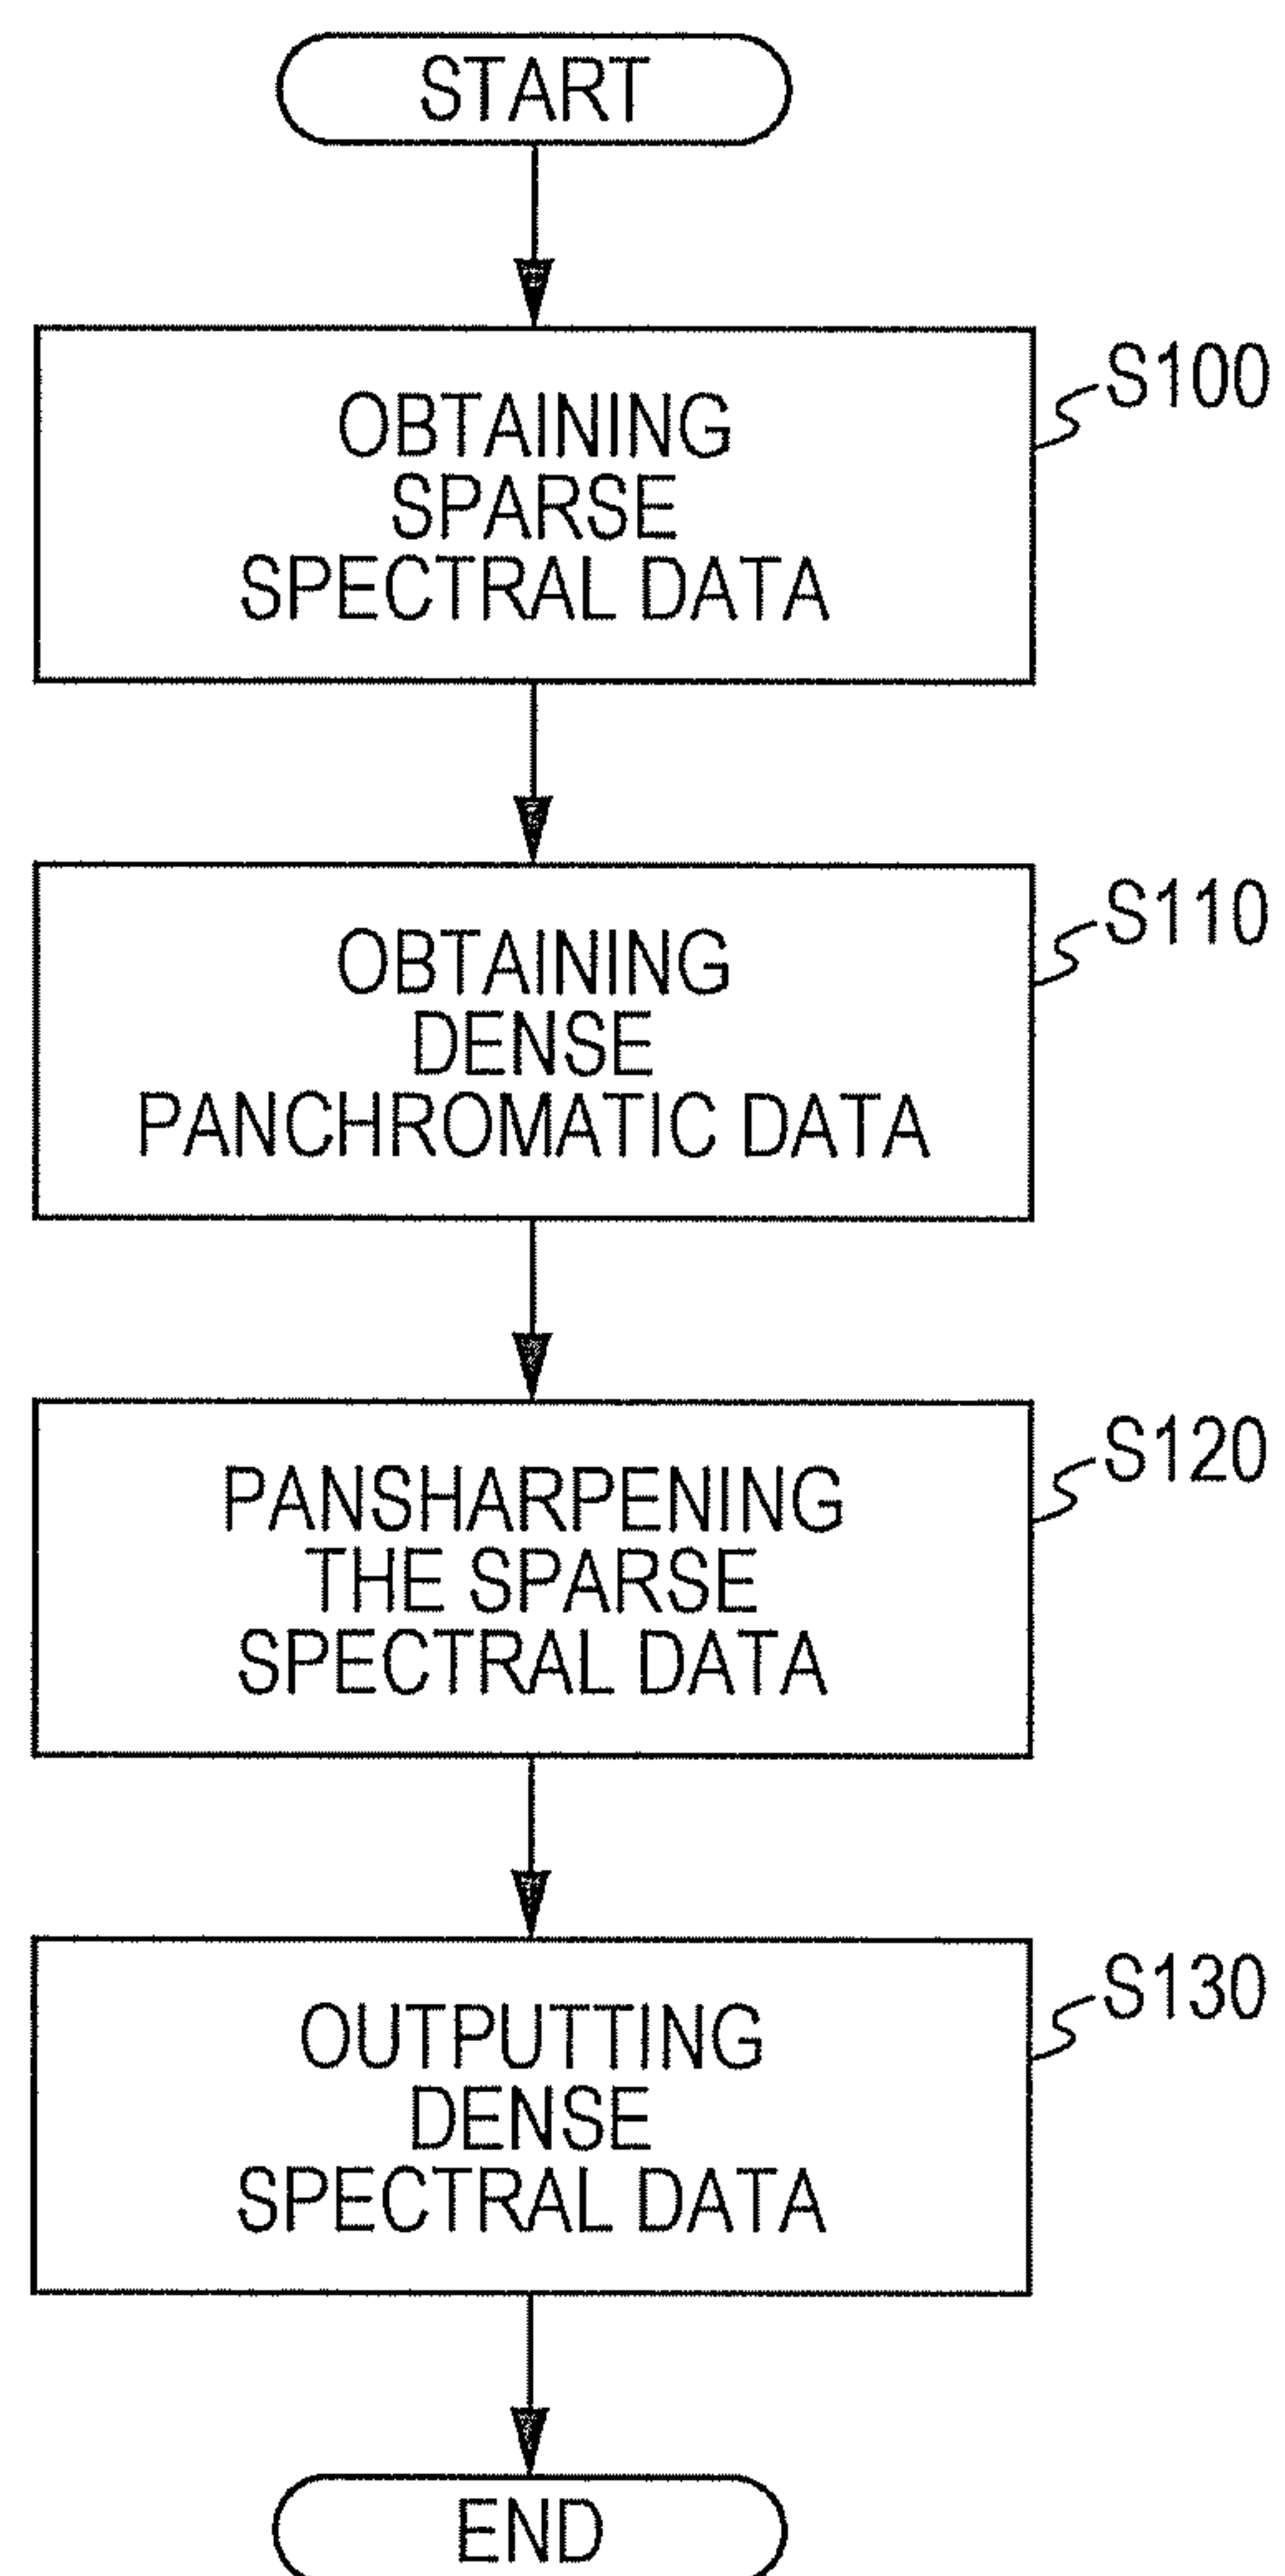 START
OBTAINING
SPARSE
SPECTRAL DATA
S100
OBTAINING
DENSE
PANCHROMATIC DATA
S110
PANSHARPENING
THE SPARSE
SPECTRAL DATA
S120
OUTPUTTING
DENSE
SPECTRAL DATA
S130
END